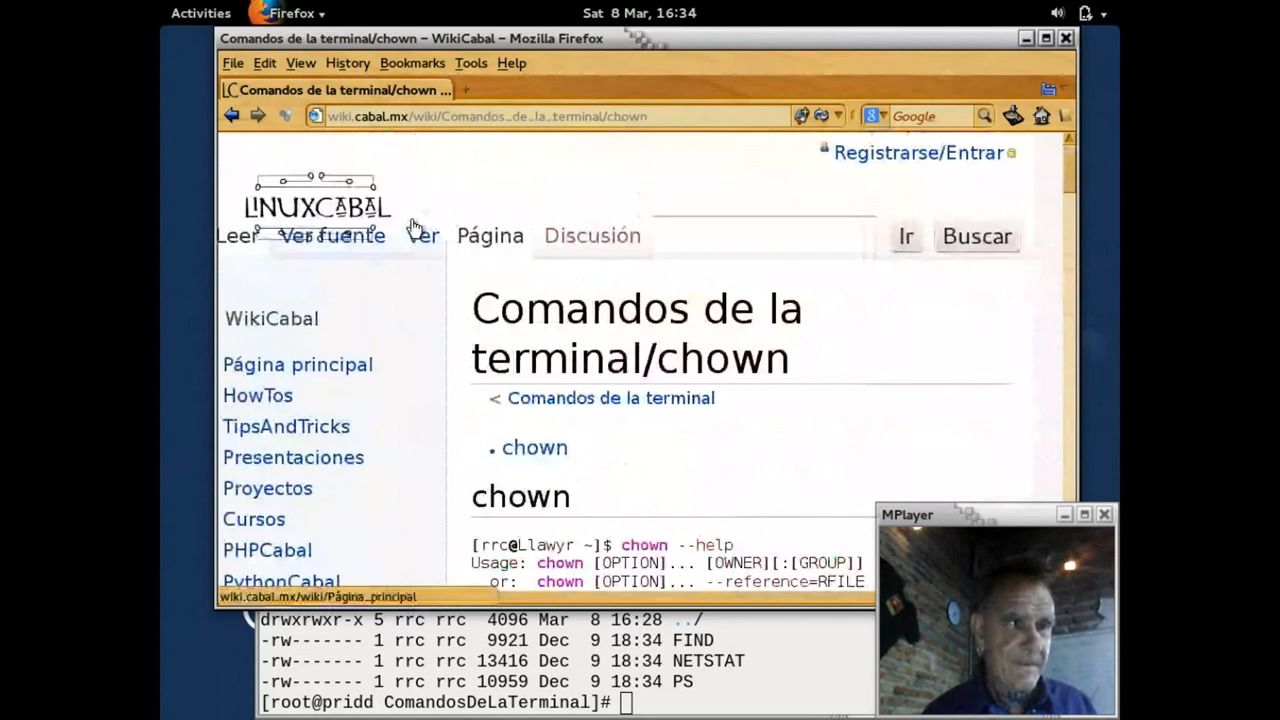 Activities Firefox Sat 8 Mar, 16:34
Comandos de la terminal/chown – WikiCabal – Mozilla Firefox
File Edit View History Bookmarks Tools Help
Comandos de la terminal/chown ...
wiki.cabal.mx/wiki/Comandos_de_la_terminal/chown Google
Registrarse/Entrar
LINUXCABAL
Leer Ver fuente Ver Página Discusión Ir Buscar
Comandos de la
terminal/chown
< Comandos de la terminal
chown
chown
[rrc@Llawyr ~]$ chown --help
Usage: chown [OPTION]... [OWNER][:[GROUP]]
or: chown [OPTION]... --reference=RFILE
WikiCabal
Página principal
HowTos
TipsAndTricks
Presentaciones
Proyectos
Cursos
PHPCabal
PythonCabal
wiki.cabal.mx/wiki/Página_principal
MPlayer
drwxrwxr-x 5 rrc rrc 4096 Mar 8 16:28 ../
-rw------- 1 rrc rrc 9921 Dec 9 18:34 FIND
-rw------- 1 rrc rrc 13416 Dec 9 18:34 NETSTAT
-rw------- 1 rrc rrc 10959 Dec 9 18:34 PS
[root@pridd ComandosDeLaTerminal]#